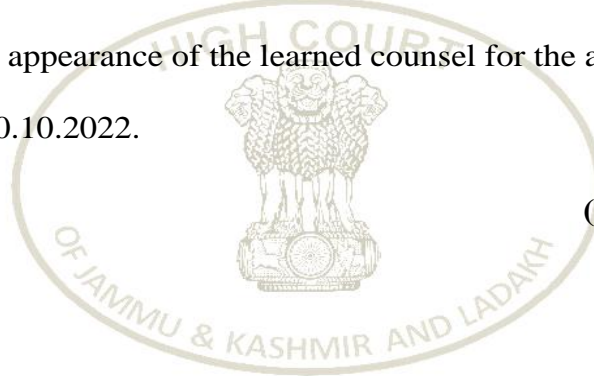 HIGH COURT
appearance of the learned counsel for the a
0.10.2022.
(
OF JAMMU & KASHMIR AND LADAKH